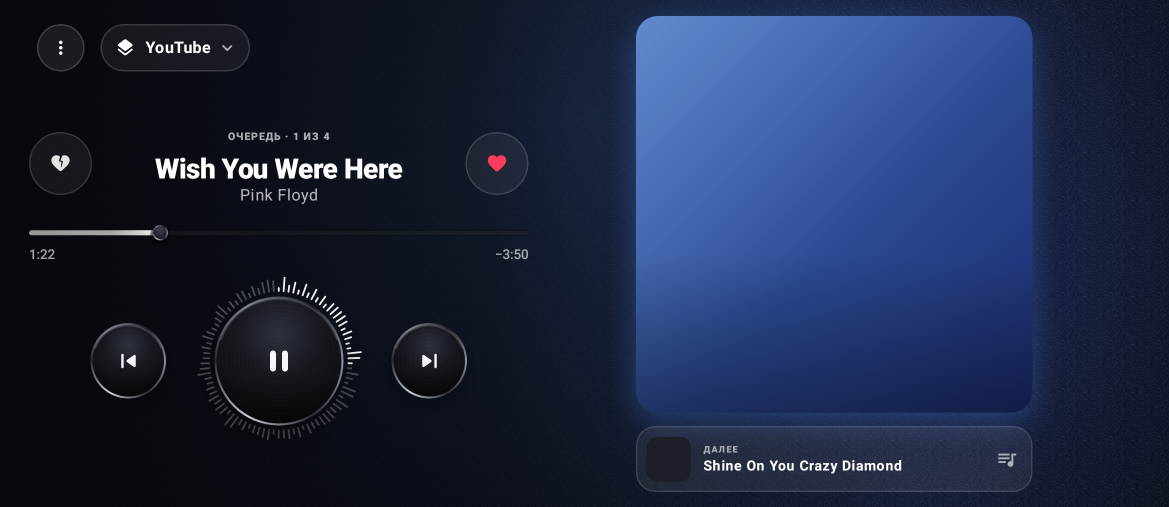 YouTube
ОЧЕРЕДЬ · 1 ИЗ 4
Wish You Were Here
Pink Floyd
1:22
−3:50
ДАЛЕЕ
Shine On You Crazy Diamond